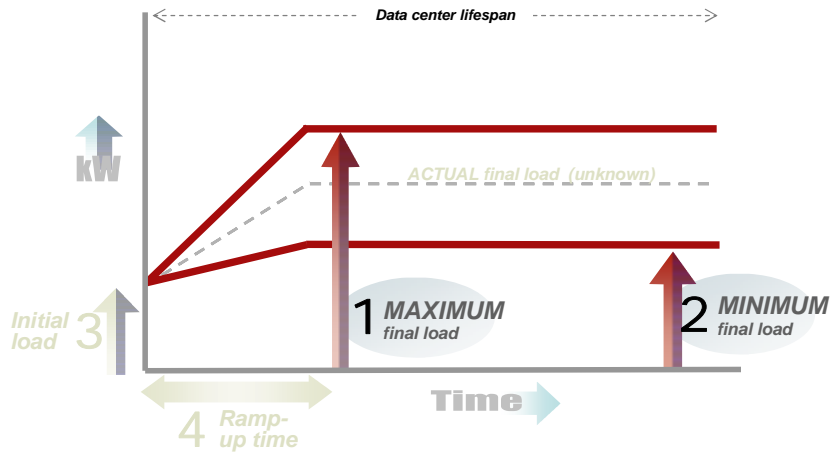 Data center lifespan
kW
ACTUAL final load (unknown)
1 MAXIMUM
final load
2 MINIMUM
final load
Initial
load 3
4 Ramp-
up time
Time